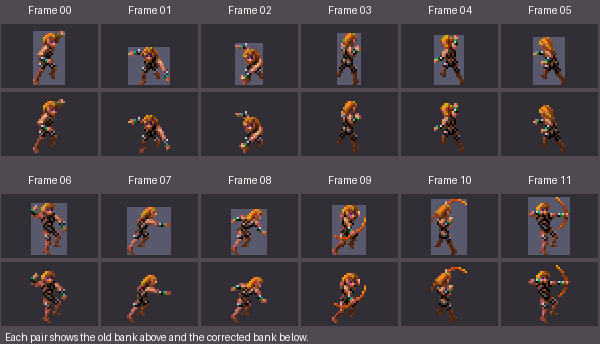 Frame 00 Frame 01 Frame 02 Frame 03 Frame 04 Frame 05
Frame 06 Frame 07 Frame 08 Frame 09 Frame 10 Frame 11
Each pair shows the old bank above and the corrected bank below.